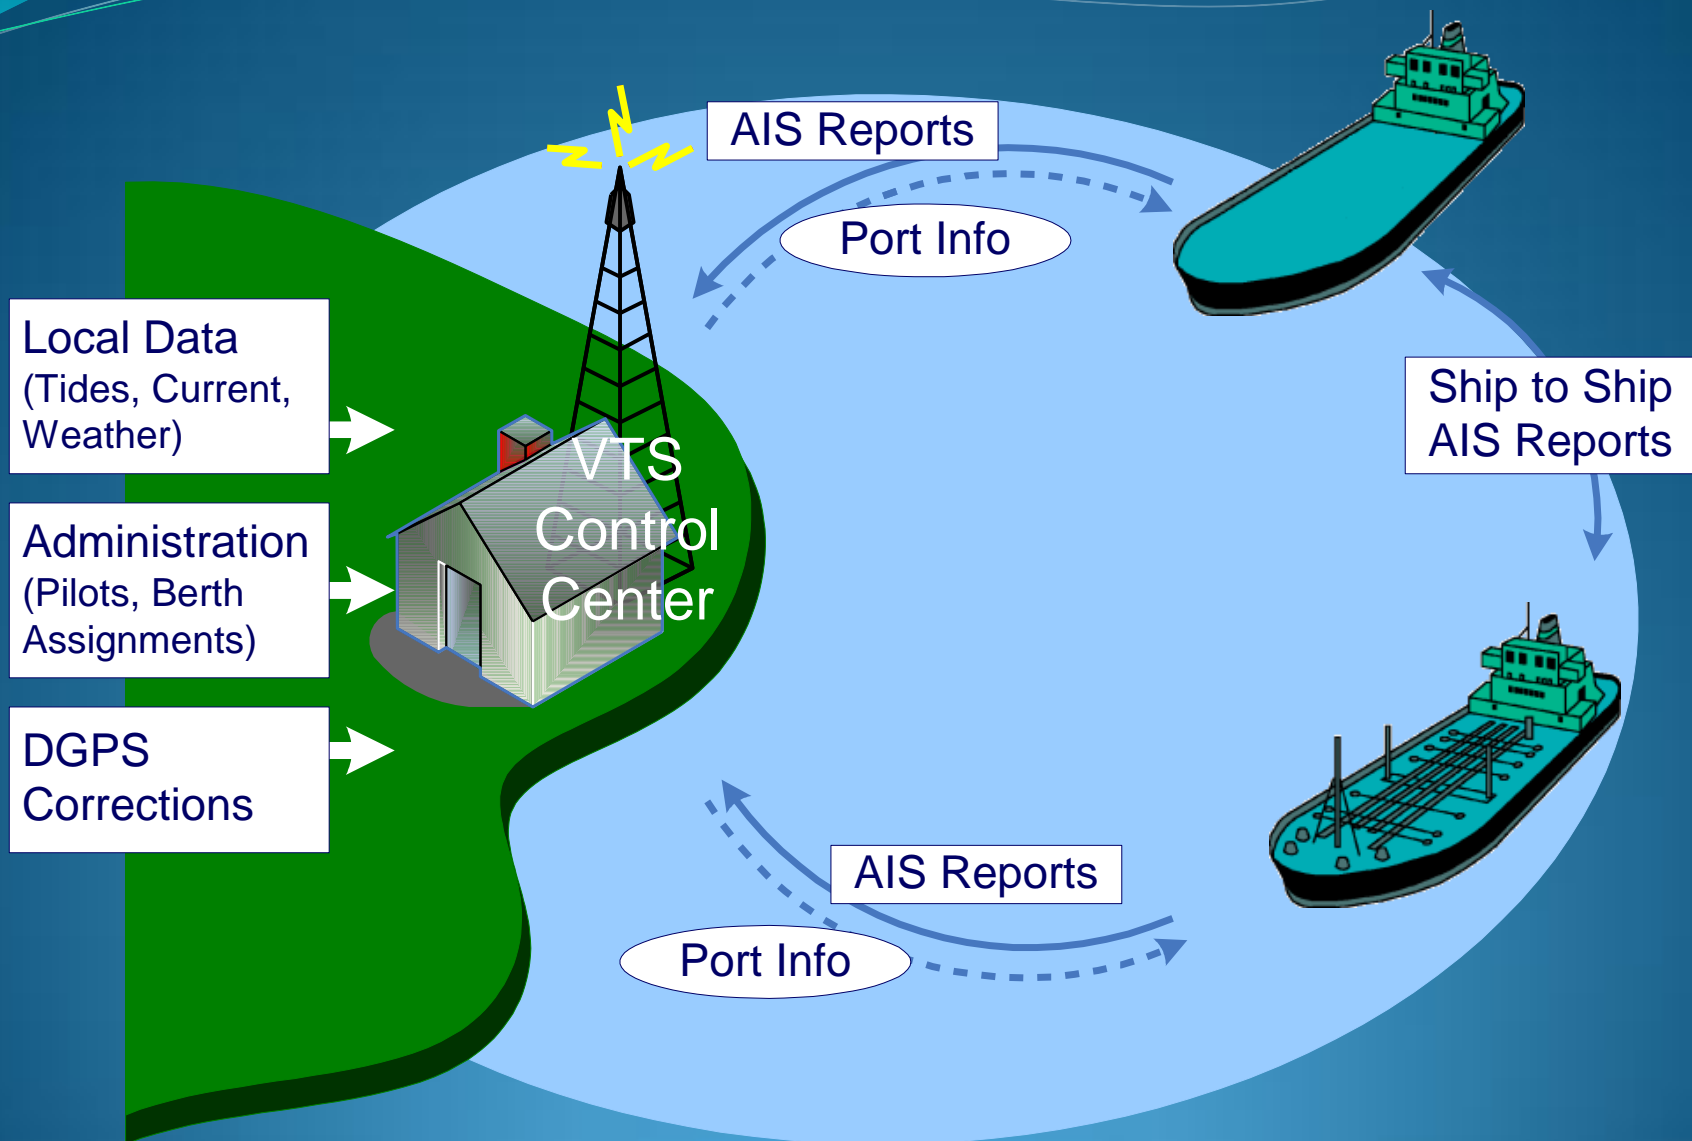 AIS Reports
Port Info
Local Data
(Tides, Current,
Weather)
Ship to Ship
AIS Reports
VTS
Control
Center
Administration
(Pilots, Berth
Assignments)
DGPS
Corrections
AIS Reports
Port Info